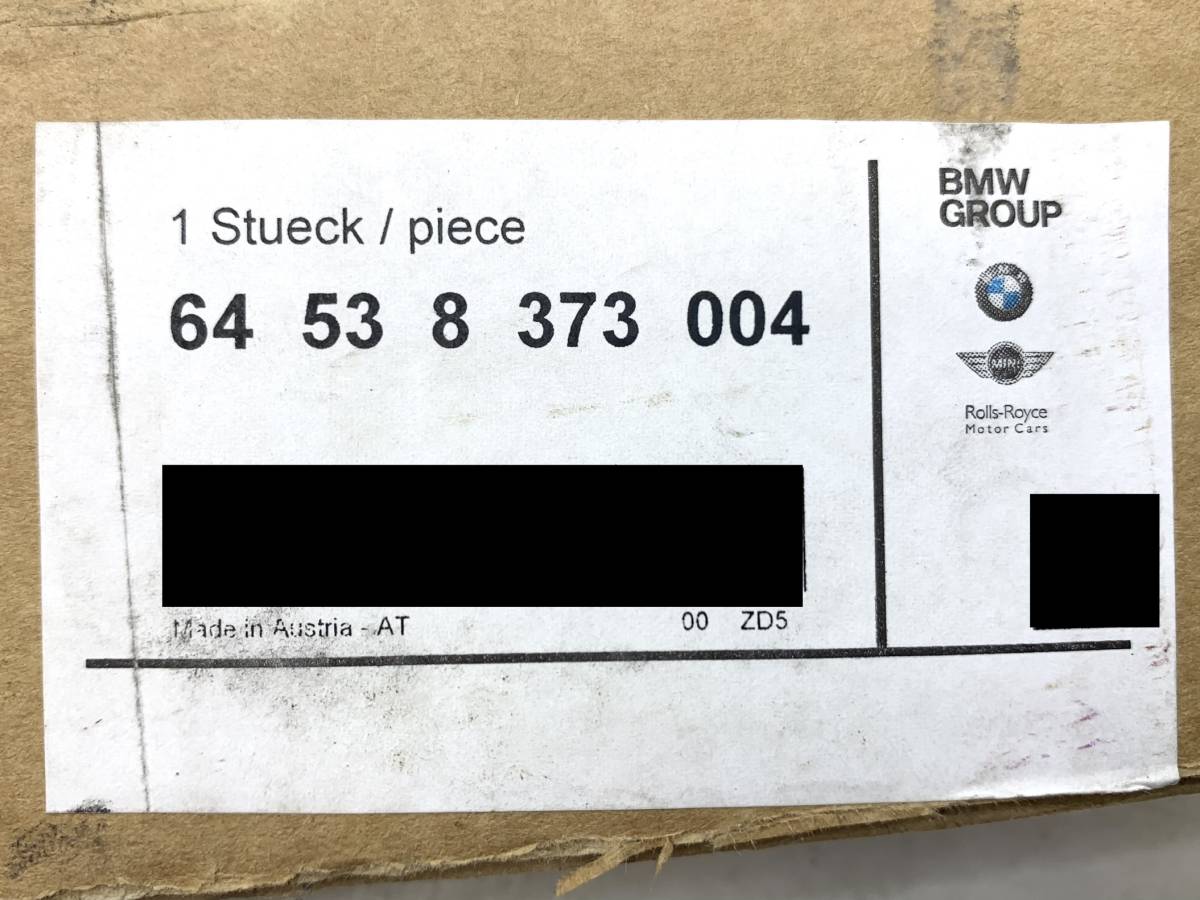 1 Stueck / piece
64 53 8 373 004
Made in Austria - AT
00 ZD5
BMW
GROUP
MINI
Rolls-Royce
Motor Cars